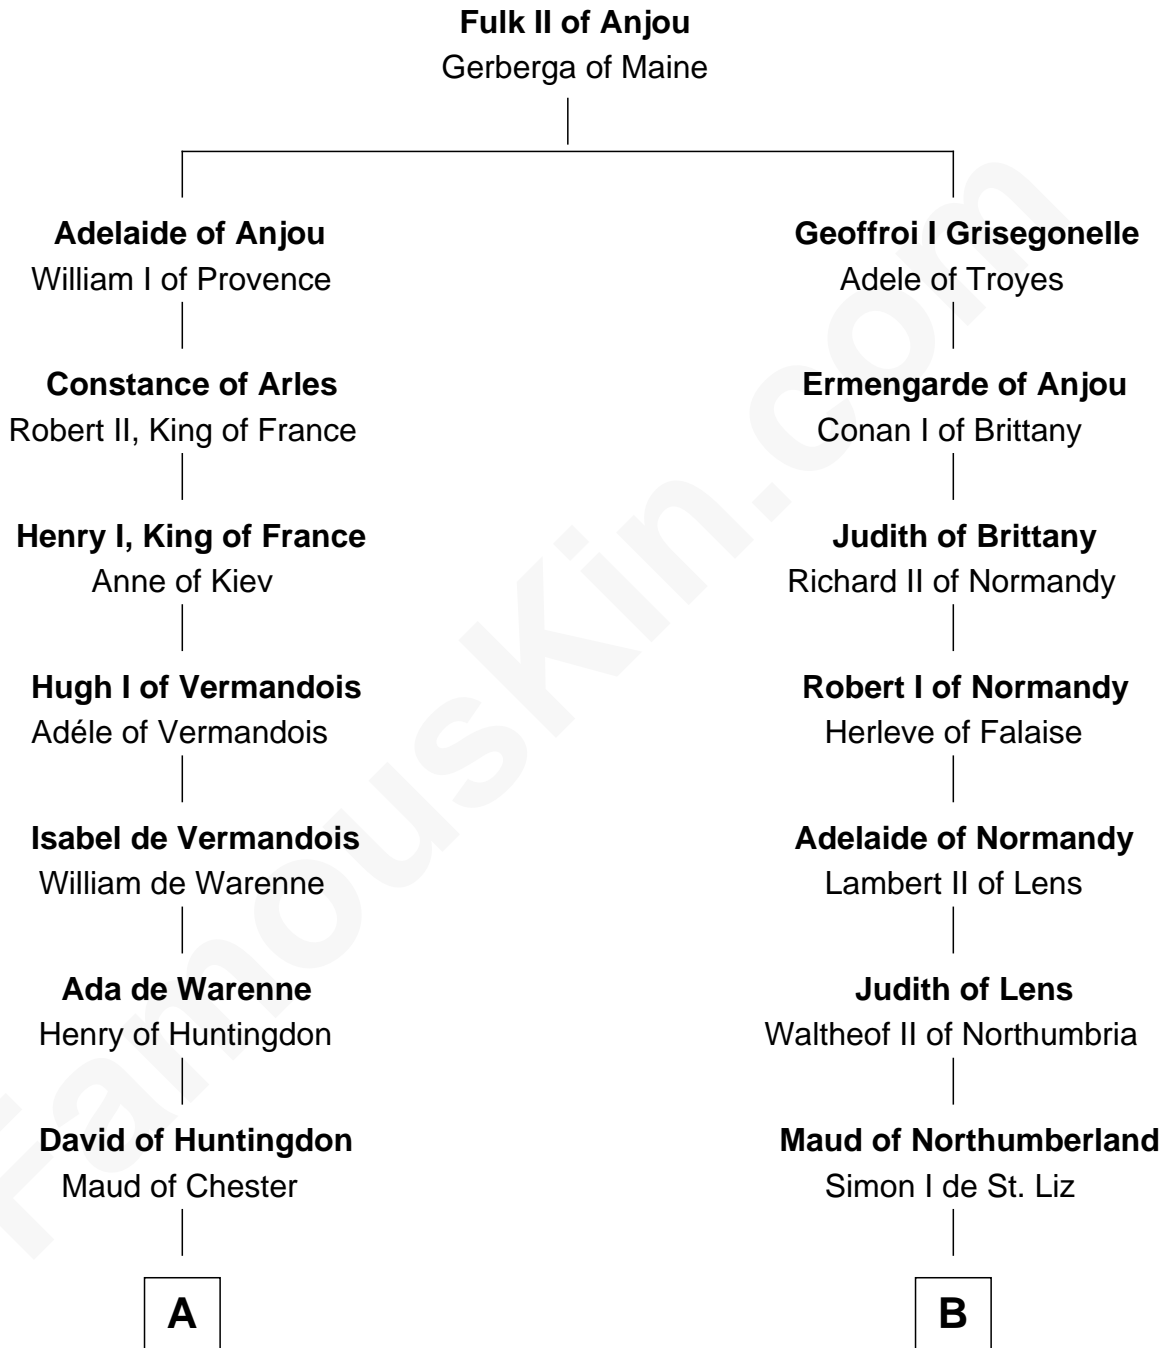 Fulk II of Anjou
Gerberga of Maine
Adelaide of Anjou
William I of Provence
Geoffroi I Grisegonelle
Adele of Troyes
Constance of Arles
Robert II, King of France
Ermengarde of Anjou
Conan I of Brittany
Henry I, King of France
Anne of Kiev
Judith of Brittany
Richard II of Normandy
Hugh I of Vermandois
Adéle of Vermandois
Robert I of Normandy
Herleve of Falaise
Isabel de Vermandois
William de Warenne
Adelaide of Normandy
Lambert II of Lens
Ada de Warenne
Henry of Huntingdon
Judith of Lens
Waltheof II of Northumbria
David of Huntingdon
Maud of Chester
Maud of Northumberland
Simon I de St. Liz
A
B
FamousKin.com